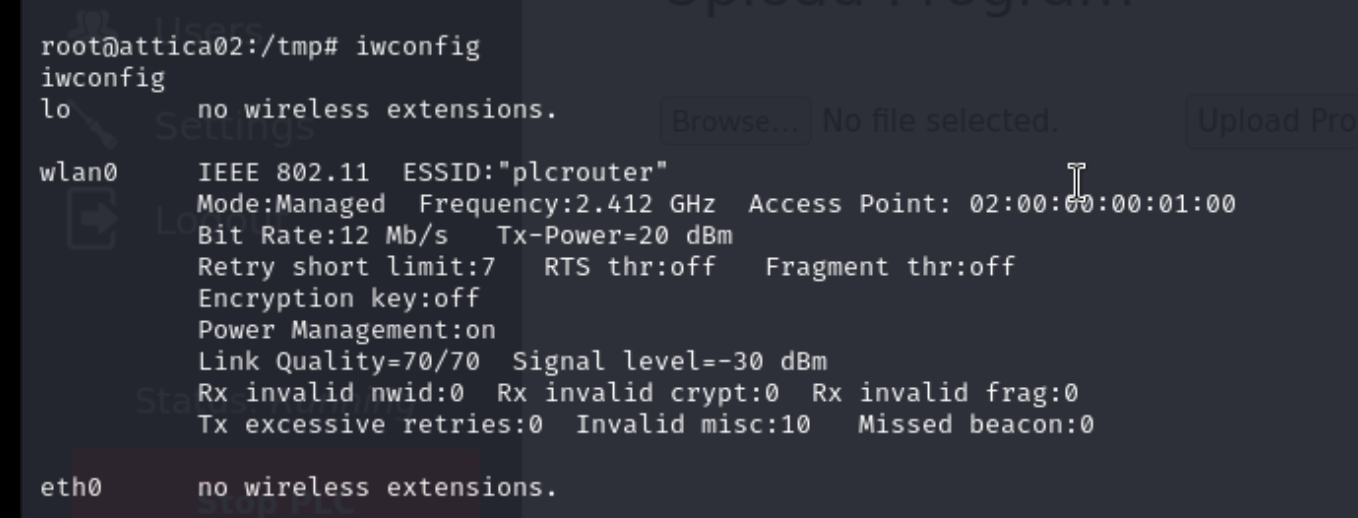 Upload Program
Users
root@attica02:/tmp# iwconfig
iwconfig
lo no wireless extensions.
Settings
Browse... No file selected. Upload Pro
wlan0 IEEE 802.11 ESSID:"plcrouter"
Mode:Managed Frequency:2.412 GHz Access Point: 02:00:00:00:01:00
Logout
Bit Rate:12 Mb/s Tx-Power=20 dBm
Retry short limit:7 RTS thr:off Fragment thr:off
Encryption key:off
Power Management:on
Link Quality=70/70 Signal level=-30 dBm
Rx invalid nwid:0 Rx invalid crypt:0 Rx invalid frag:0
Status: Running
Tx excessive retries:0 Invalid misc:10 Missed beacon:0
eth0 no wireless extensions.
Stop PLC